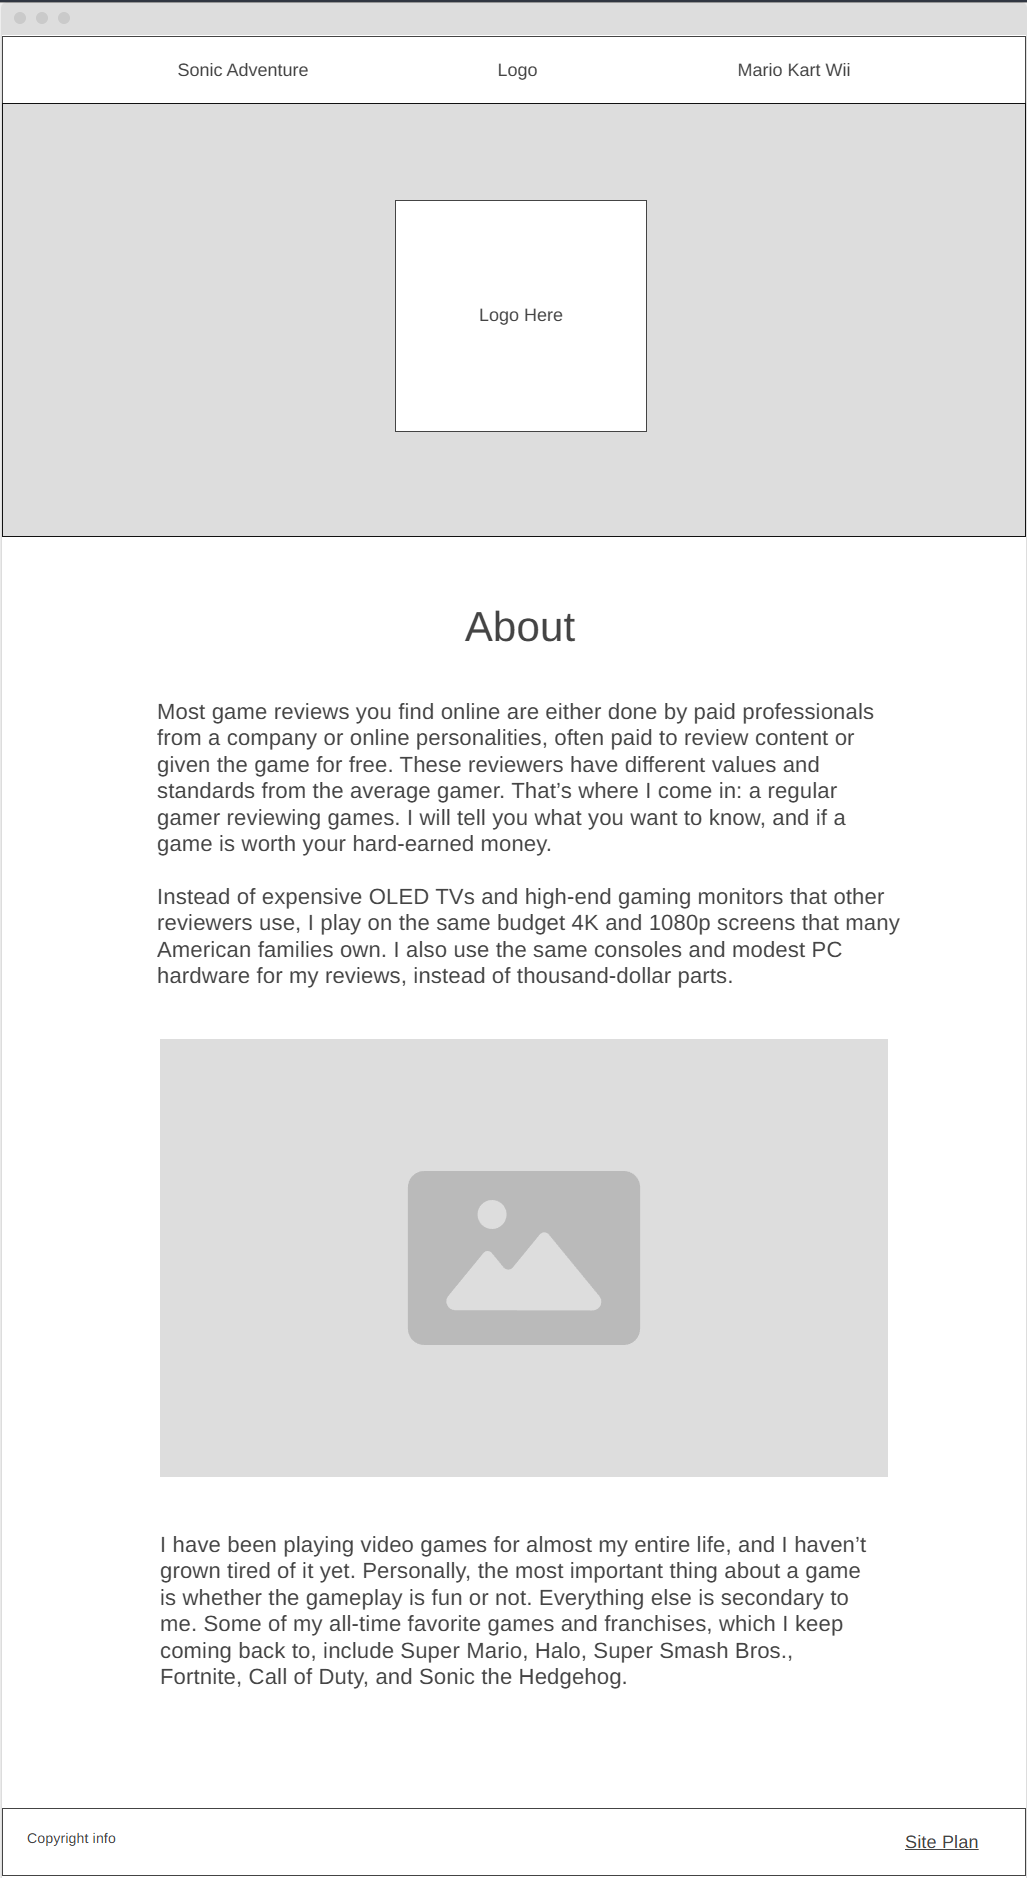 Sonic Adventure Logo Mario Kart Wii
Logo Here
About
Most game reviews you find online are either done by paid professionals
from a company or online personalities, often paid to review content or
given the game for free. These reviewers have different values and
standards from the average gamer. That’s where I come in: a regular
gamer reviewing games. I will tell you what you want to know, and if a
game is worth your hard-earned money.
Instead of expensive OLED TVs and high-end gaming monitors that other
reviewers use, I play on the same budget 4K and 1080p screens that many
American families own. I also use the same consoles and modest PC
hardware for my reviews, instead of thousand-dollar parts.
I have been playing video games for almost my entire life, and I haven’t
grown tired of it yet. Personally, the most important thing about a game
is whether the gameplay is fun or not. Everything else is secondary to
me. Some of my all-time favorite games and franchises, which I keep
coming back to, include Super Mario, Halo, Super Smash Bros.,
Fortnite, Call of Duty, and Sonic the Hedgehog.
Copyright info Site Plan